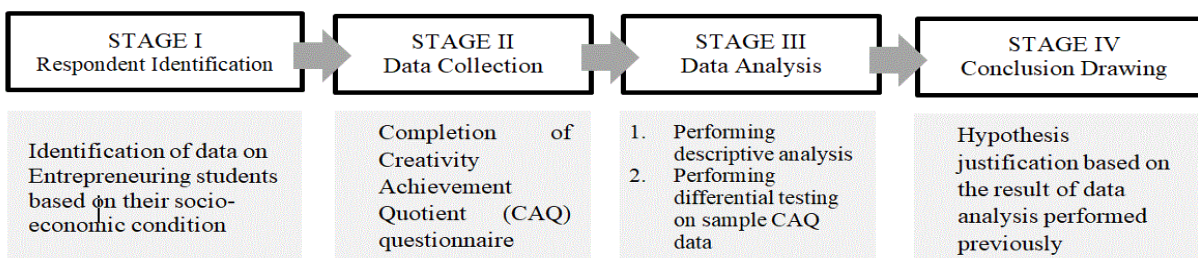 STAGE I
Respondent Identification
STAGE II
Data Collection
STAGE III
Data Analysis
STAGE IV
Conclusion Drawing
Identification of data on
Entrepreneuring students
based on their socio-
economic condition
Completion of
Creativity
Achievement
Quotient (CAQ)
questionnaire
1. Performing
descriptive analysis
2. Performing
differential testing
on sample CAQ
data
Hypothesis
justification based on
the result of data
analysis performed
previously